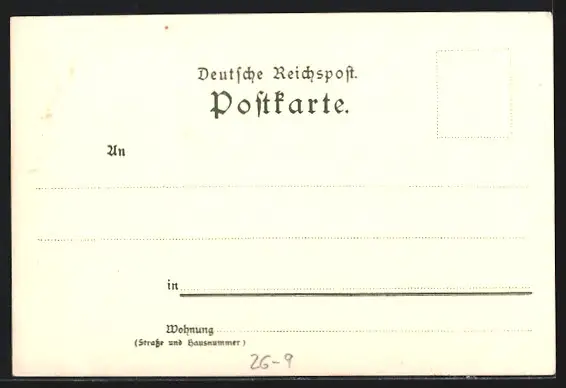 Deutsche Reichspost.
Postkarte.
An
in
Wohnung
(Straße und Hausnummer)
26-9